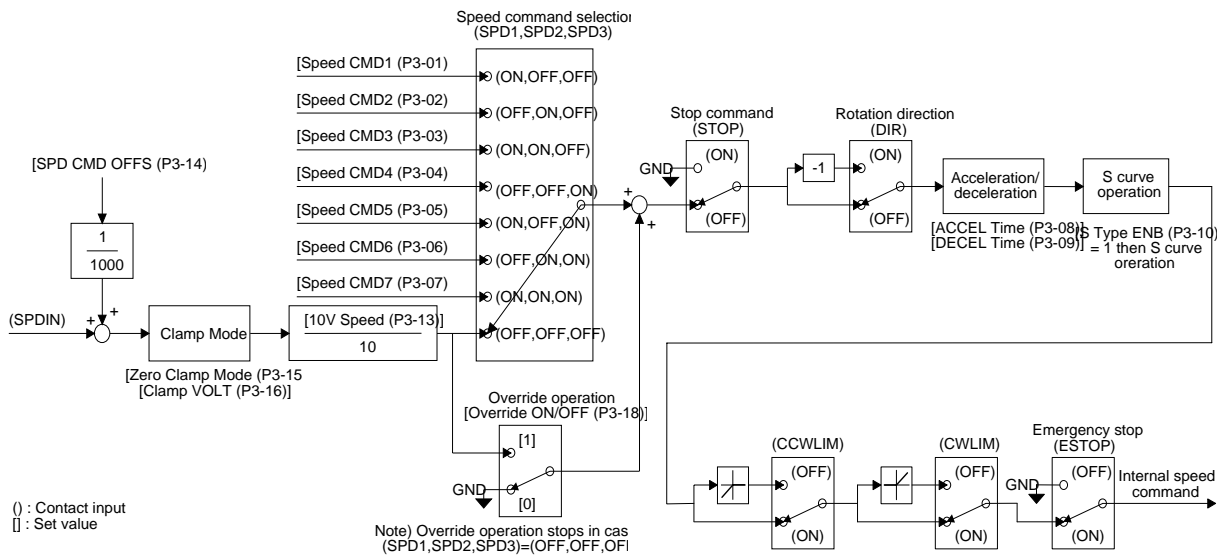 Speed command selection
(SPD1,SPD2,SPD3)
[Speed CMD1 (P3-01)
(ON,OFF,OFF)
[Speed CMD2 (P3-02)
(OFF,ON,OFF)
[Speed CMD3 (P3-03)
(ON,ON,OFF)
[Speed CMD4 (P3-04)
(OFF,OFF,ON)
[Speed CMD5 (P3-05)
(ON,OFF,ON)
[Speed CMD6 (P3-06)
(OFF,ON,ON)
[Speed CMD7 (P3-07)
(ON,ON,ON)
(OFF,OFF,OFF)
[SPD CMD OFFS (P3-14)
1
1000
+
(SPDIN)
+
Clamp Mode
[Zero Clamp Mode (P3-15
[Clamp VOLT (P3-16)]
[10V Speed (P3-13)]
10
Override operation
[Override ON/OFF (P3-18)]
[1]
GND
[0]
Note) Override operation stops in cas
(SPD1,SPD2,SPD3)=(OFF,OFF,OFI
+
+
Stop command
(STOP)
GND
(ON)
(OFF)
Rotation direction
(DIR)
-1
(ON)
(OFF)
Acceleration/
deceleration
[ACCEL Time (P3-08)]
[DECEL Time (P3-09)]
S curve
operation
[S Type ENB (P3-10)
= 1 then S curve
oreration
(CCWLIM)
(OFF)
(ON)
(CWLIM)
(OFF)
(ON)
Emergency stop
(ESTOP)
GND
(OFF)
(ON)
Internal speed
command
() : Contact input
[] : Set value